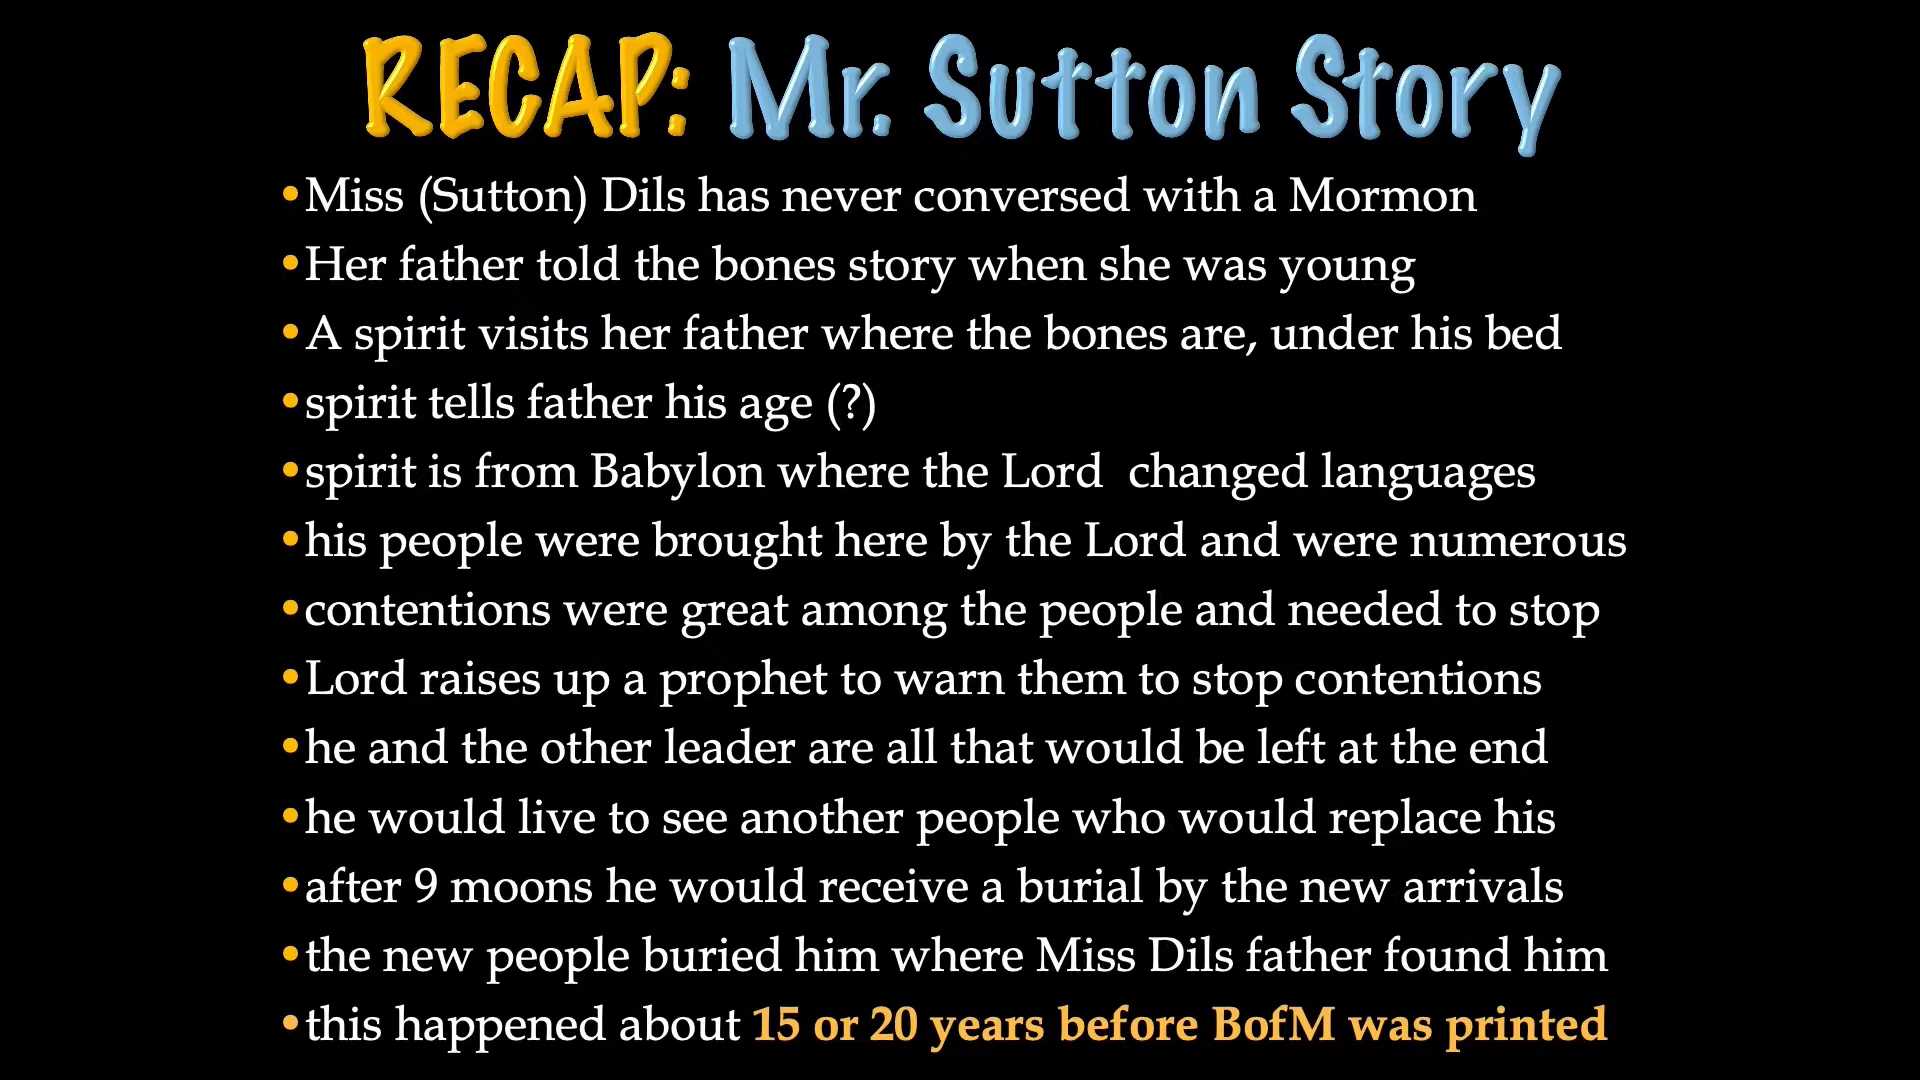 RECAP: Mr. Sutton Story
•Miss (Sutton) Dils has never conversed with a Mormon
•Her father told the bones story when she was young
•A spirit visits her father where the bones are, under his bed
•spirit tells father his age (?)
•spirit is from Babylon where the Lord  changed languages
•his people were brought here by the Lord and were numerous
•contentions were great among the people and needed to stop
•Lord raises up a prophet to warn them to stop contentions
•he and the other leader are all that would be left at the end
•he would live to see another people who would replace his
•after 9 moons he would receive a burial by the new arrivals
•the new people buried him where Miss Dils father found him
•this happened about 15 or 20 years before BofM was printed